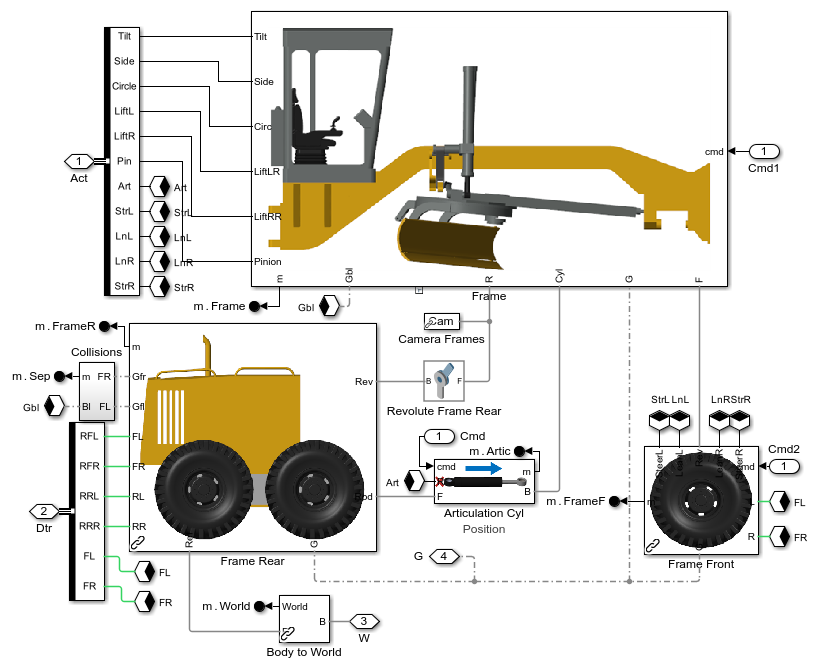 Tilt
Side
Circle
LiftL
LiftR
Pin
Art
StrL
LnL
LnR
StrR
1
Act
Art
StrL
LnL
LnR
StrR
Tilt
Side
Circ
LiftLR
LiftRR
Pinion
cmd
1
Cmd1
m
Gbl
R
Cyl
G
F
Frame
m . Frame
Gbl
Cam
Camera Frames
m . FrameR
Collisions
m . Sep
m FR
Gbl
Bl FL
m
Gfr
Gfl
FL
FR
RL
RR
Rev
Frame Rear
G
B F
Revolute Frame Rear
RFL
RFR
RRL
RRR
FL
FR
2
Dtr
FL
FR
1
Cmd
m . Artic
Art
cmd
m
F
B
Articulation Cyl
Position
G
4
StrL LnL
LnR StrR
Cmd2
1
m . FrameF
Rev
R
FL
FR
Frame Front
m . World
World
B
3
W
Body to World